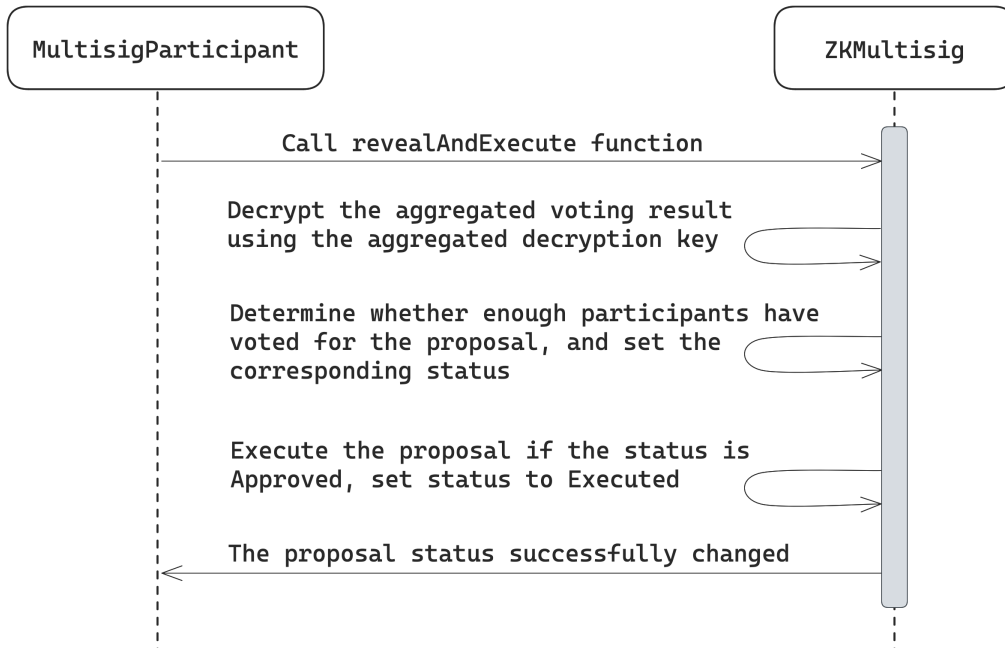 MultisigParticipant
ZKMultisig
Call revealAndExecute function
Decrypt the aggregated voting result
using the aggregated decryption key
Determine whether enough participants have
voted for the proposal, and set the
corresponding status
Execute the proposal if the status is
Approved, set status to Executed
The proposal status successfully changed